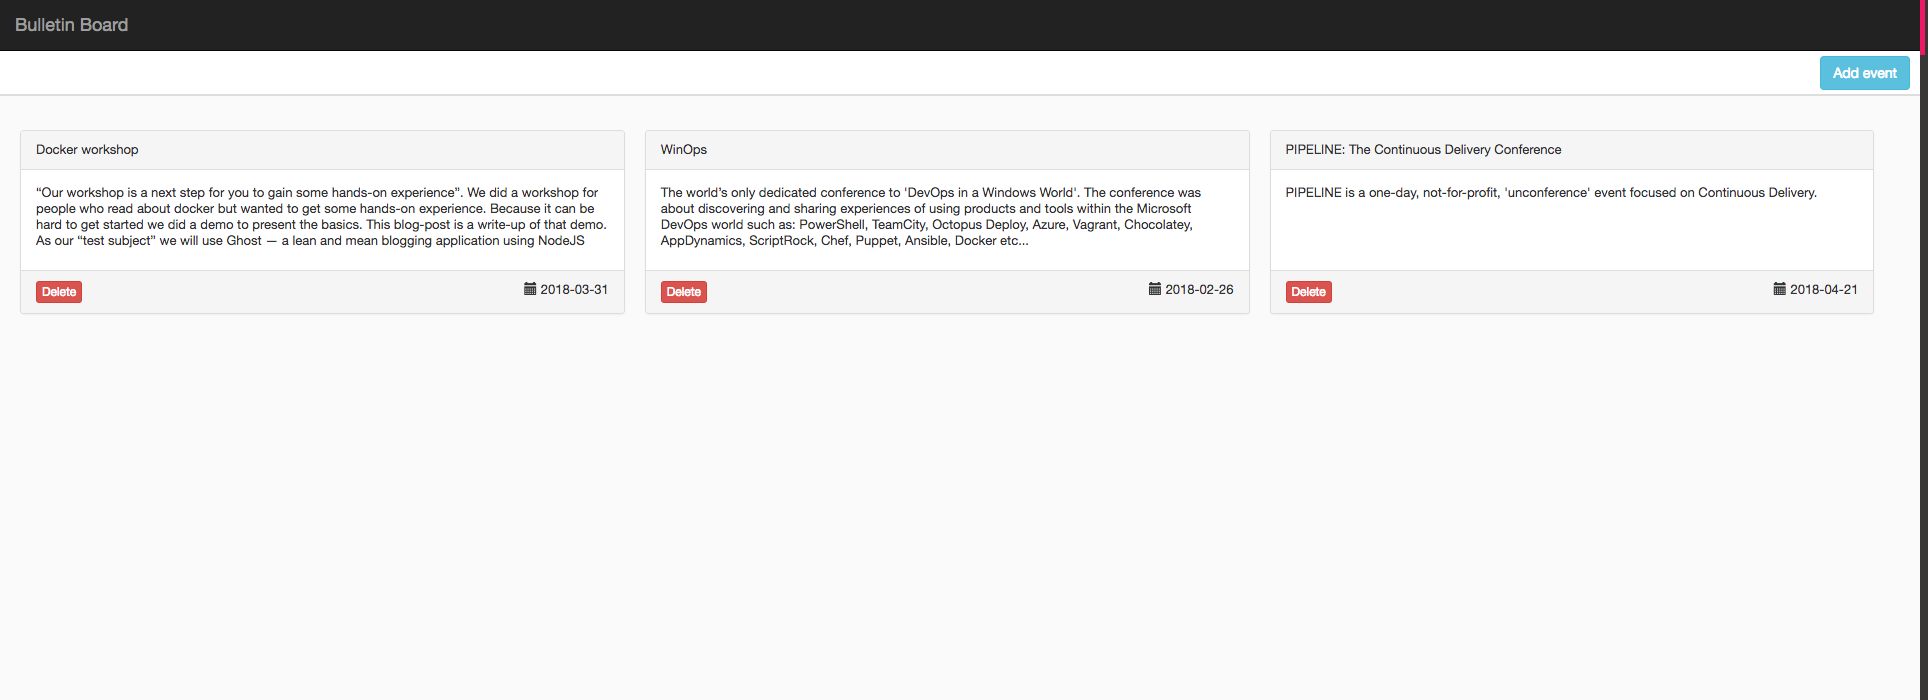 Bulletin Board
Add event
Docker workshop
“Our workshop is a next step for you to gain some hands-on experience”. We did a workshop for
people who read about docker but wanted to get some hands-on experience. Because it can be
hard to get started we did a demo to present the basics. This blog-post is a write-up of that demo.
As our “test subject” we will use Ghost — a lean and mean blogging application using NodeJS
Delete
2018-03-31
WinOps
The world’s only dedicated conference to 'DevOps in a Windows World'. The conference was
about discovering and sharing experiences of using products and tools within the Microsoft
DevOps world such as: PowerShell, TeamCity, Octopus Deploy, Azure, Vagrant, Chocolatey,
AppDynamics, ScriptRock, Chef, Puppet, Ansible, Docker etc...
Delete
2018-02-26
PIPELINE: The Continuous Delivery Conference
PIPELINE is a one-day, not-for-profit, 'unconference' event focused on Continuous Delivery.
Delete
2018-04-21